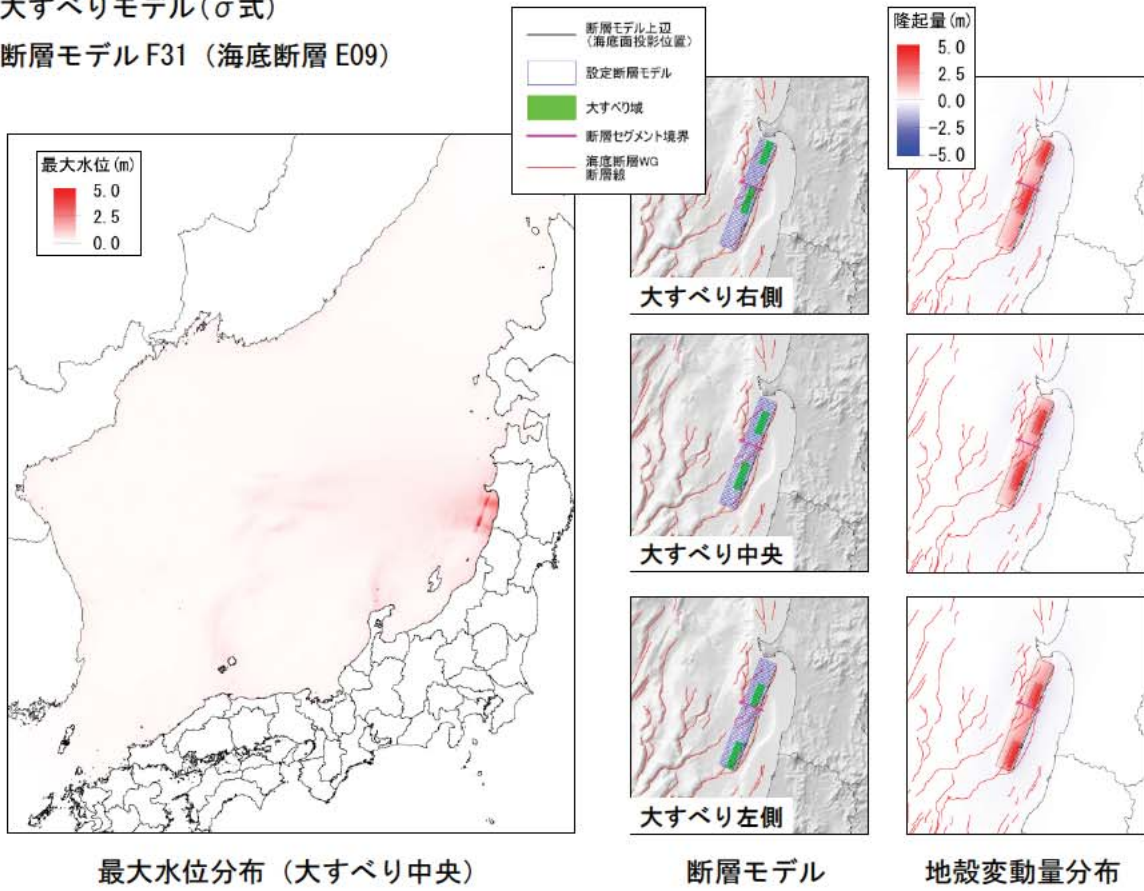 大すべりモデル(σ式)
断層モデル F31 (海底断層 E09)
断層モデル上辺
(海底面投影位置)
設定断層モデル
大すべり域
断層セグメント境界
海底断層WG
断層線
隆起量(m)
5.0
2.5
0.0
-2.5
-5.0
最大水位(m)
5.0
2.5
0.0
大すべり右側
大すべり中央
大すべり左側
最大水位分布(大すべり中央)
断層モデル
地殻変動量分布